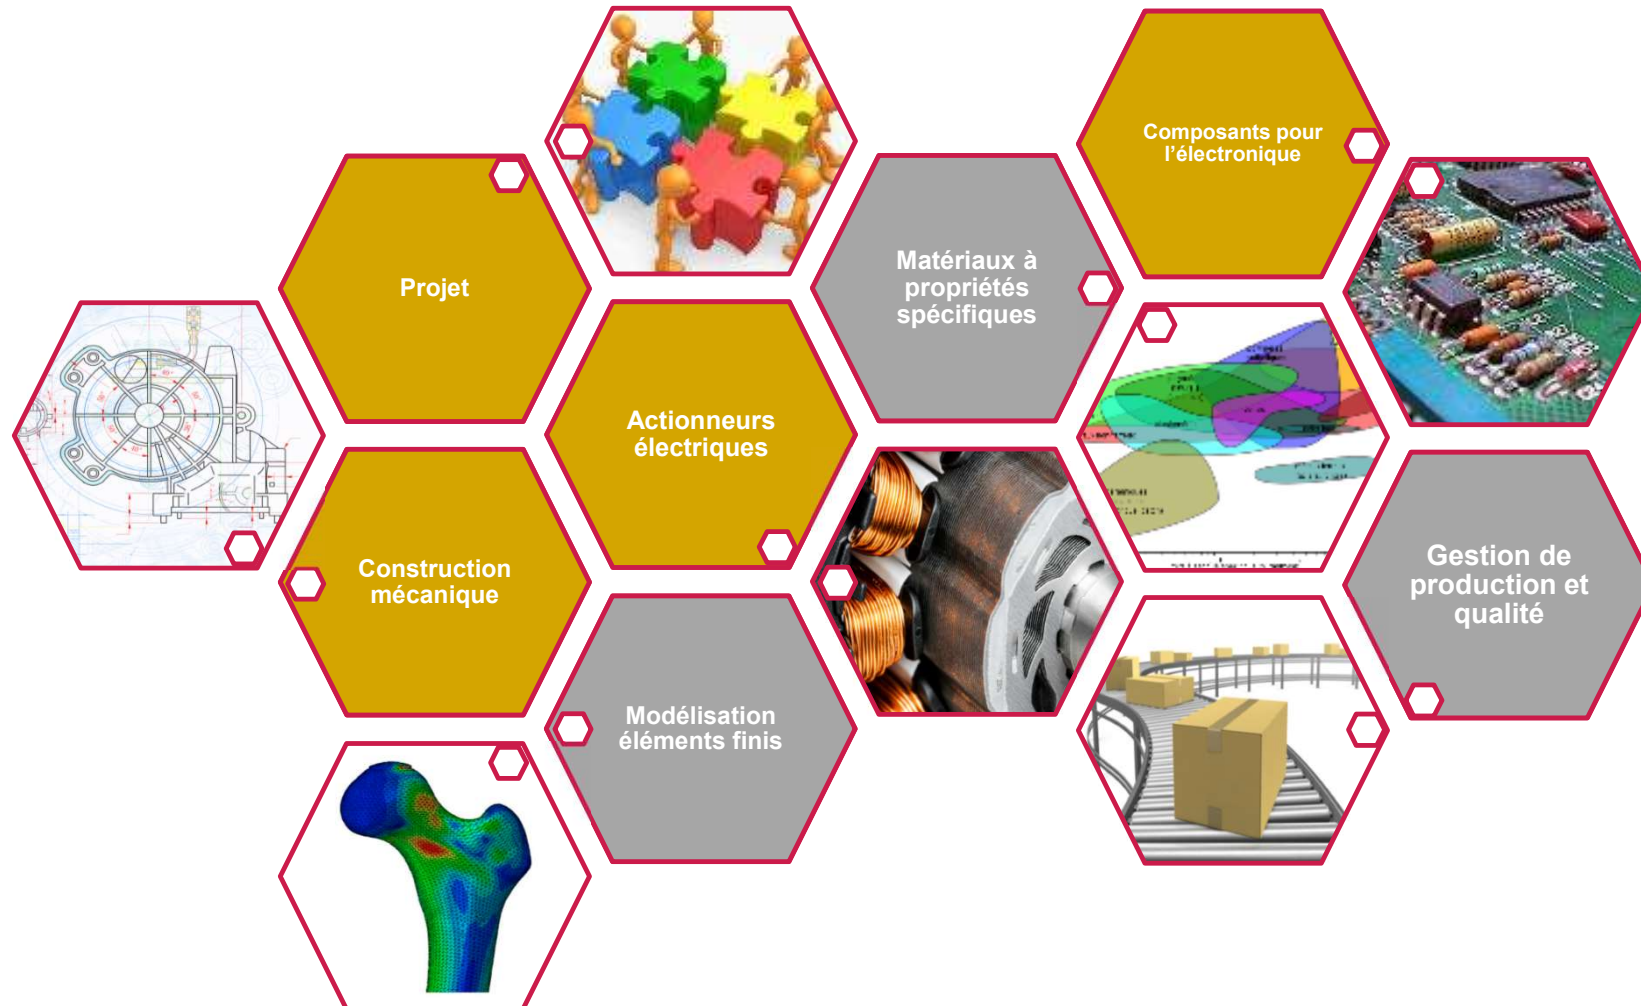 Composants pour
l'électronique
Projet
Matériaux à
propriétés
spécifiques
Actionneurs
électriques
Construction
mécanique
Gestion de
production et
qualité
Modélisation
éléments finis